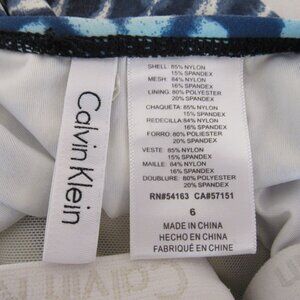 Calvin Klein
SHELL: 85% NYLON
15% SPANDEX
MESH: 84% NYLON
16% SPANDEX
LINING: 80% POLYESTER
20% SPANDEX
CHAQUETA: 85% NYLON
15% SPANDEX
REDECILLA: 84% NYLON
16% SPANDEX
FORRO: 80% POLYESTER
20% SPANDEX
VESTE: 85% NYLON
15% SPANDEX
MAILLE: 84% NYLON
16% SPANDEX
DOUBLURE: 80% POLYESTER
20% SPANDEX
RN#54163 CA#57151
6
MADE IN CHINA
HECHO EN CHINA
FABRIQUÉ EN CHINE